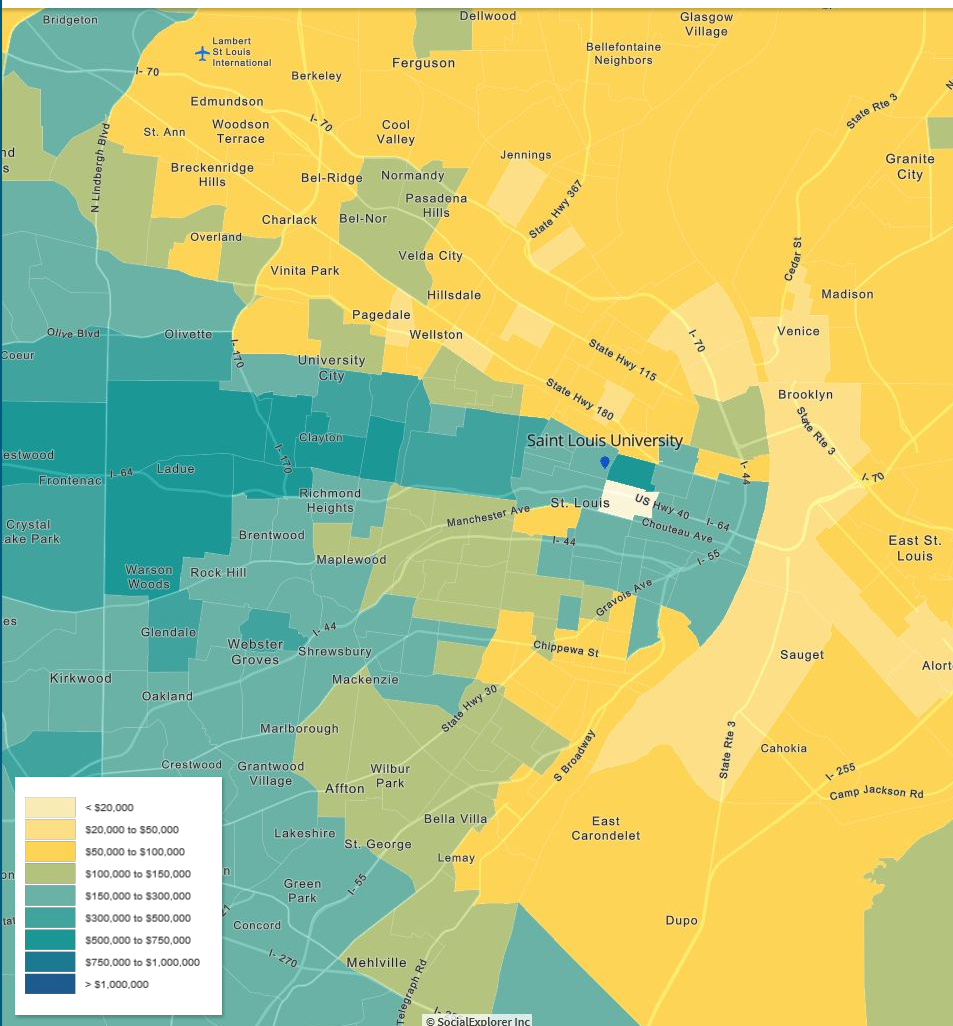 Bridgeton
Dellwood
Glasgow
Village
Lambert
St Louis
International
Bellefontaine
Neighbors
Ferguson
I- 70
Berkeley
Edmundson
State Rte 3
St. Ann
Woodson
Terrace
I- 70
Cool
Valley
Jennings
Granite
City
N Lindbergh Blvd
Breckenridge
Hills
Bel-Ridge
Normandy
Pasadena
Hills
State Hwy 367
Charlack
Bel-Nor
Overland
Velda City
Cedar St
Vinita Park
Hillsdale
Madison
Pagedale
Olive Blvd
Olivette
Wellston
I- 70
Venice
Coeur
I- 170
University
City
State Hwy 115
State Hwy 180
Brooklyn
State Rte 3
Clayton
Saint Louis University
estwood
I- 64
Ladue
I- 170
I- 44
Frontenac
I- 70
Richmond
Heights
St. Louis
US Hwy 40
Manchester Ave
I- 64
Crystal
ake Park
Brentwood
Chouteau Ave
I- 44
I- 55
East St.
Louis
Maplewood
Warson
Woods
Rock Hill
Gravois Ave
es
Glendale
I- 44
Webster
Groves
Shrewsbury
Chippewa St
Sauget
Alort
Kirkwood
Mackenzie
Oakland
State Hwy 30
Marlborough
State Rte 3
Cahokia
S Broadway
Crestwood
Grantwood
Village
Wilbur
Park
I- 255
Affton
Camp Jackson Rd
Bella Villa
East
Carondelet
Lakeshire
St. George
Lemay
Green
Park
I- 55
Concord
Dupo
I- 270
Mehlville
Telegraph Rd
< $20,000
$20,000 to $50,000
$50,000 to $100,000
$100,000 to $150,000
$150,000 to $300,000
$300,000 to $500,000
$500,000 to $750,000
$750,000 to $1,000,000
> $1,000,000
© SocialExplorer Inc